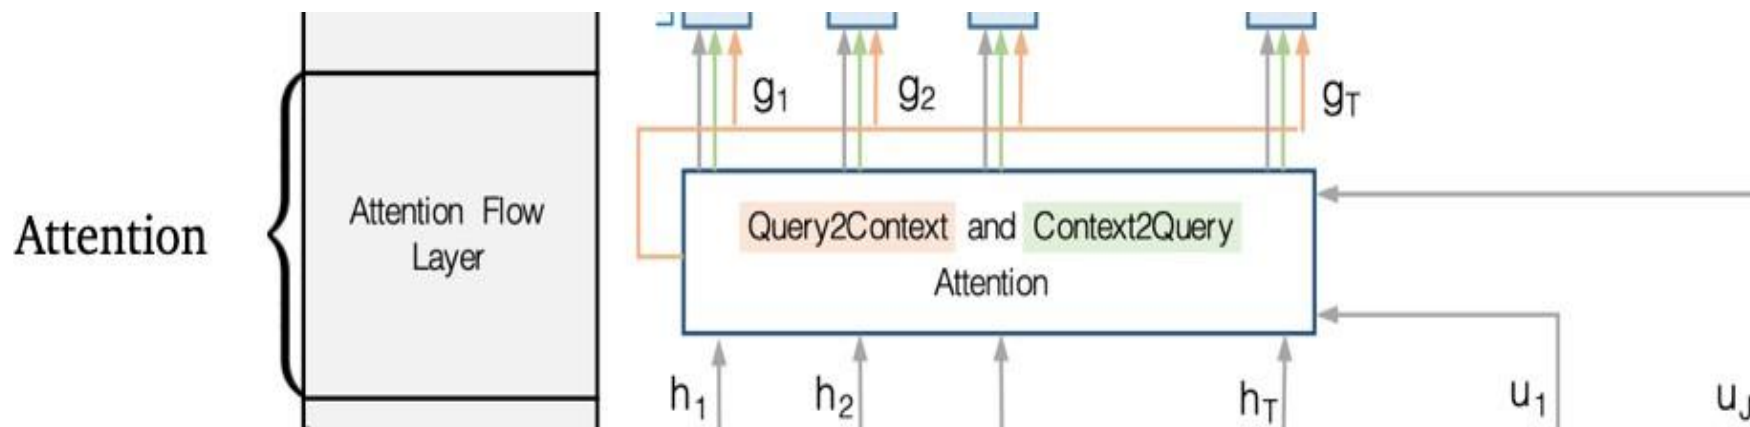 g1 g2 gT
Attention
Attention Flow
Layer
Query2Context and Context2Query
Attention
h1 h2 hT u1 uJ